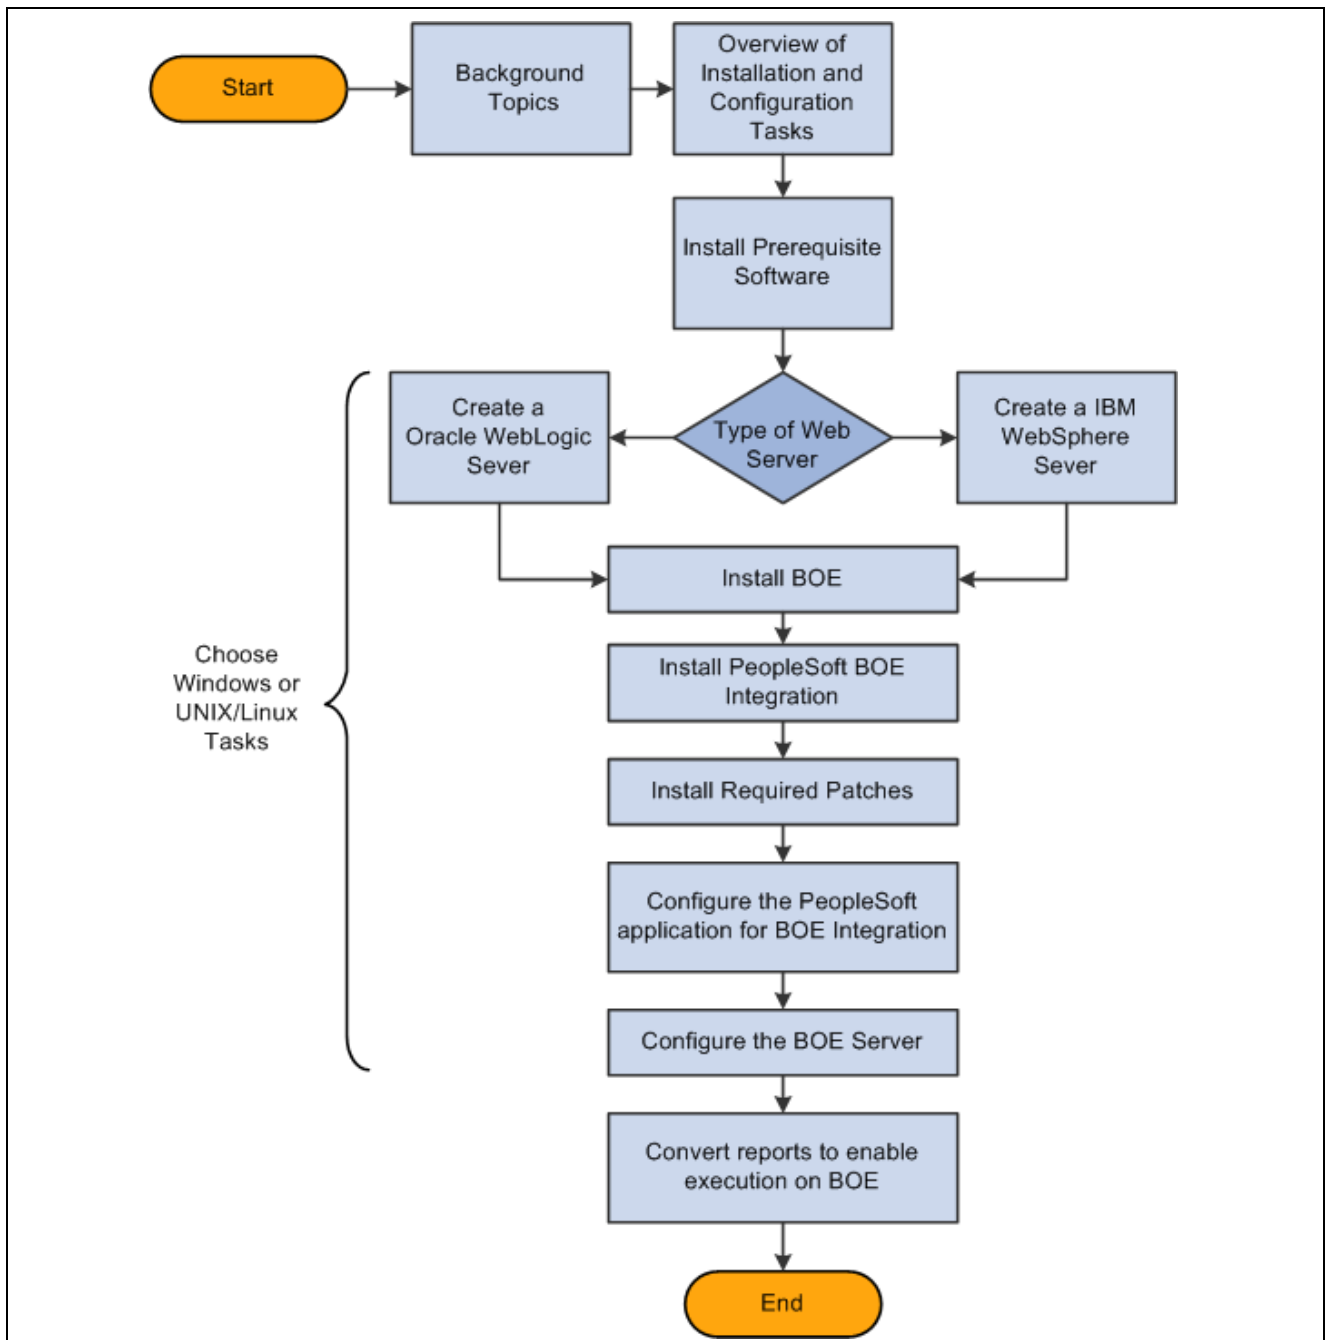 Start
Background
Topics
Overview of
Installation and
Configuration
Tasks
Install Prerequisite
Software
Type of Web
Server
Create a
Oracle WebLogic
Sever
Create a IBM
WebSphere
Sever
Install BOE
Install PeopleSoft BOE
Integration
Install Required Patches
Configure the PeopleSoft
application for BOE Integration
Configure the BOE Server
Choose
Windows or
UNIX/Linux
Tasks
Convert reports to enable
execution on BOE
End